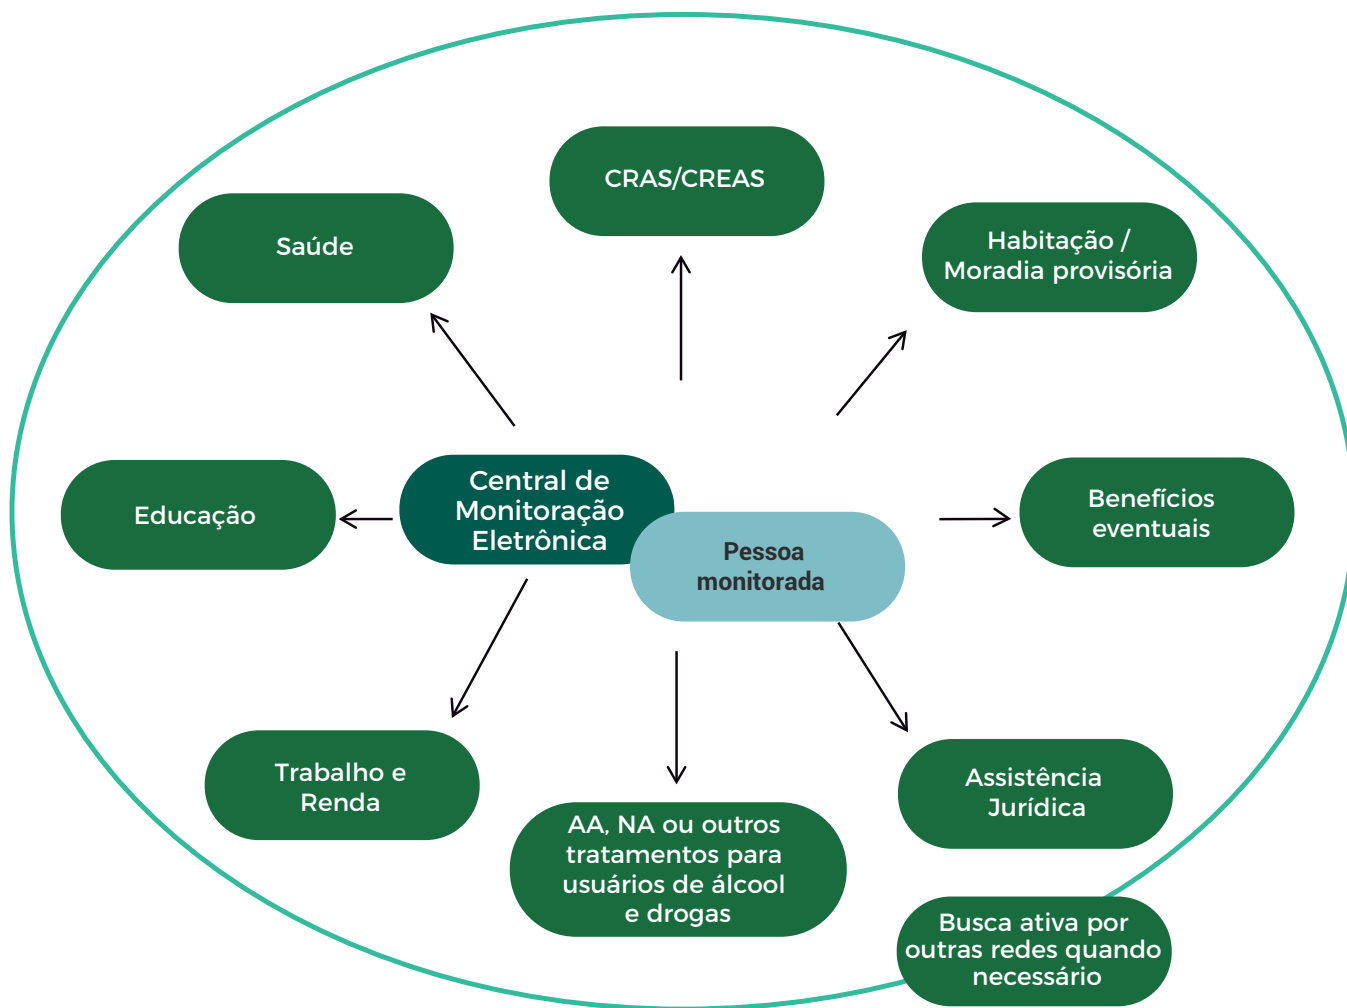 CRAS/CREAS
Saúde
Habitação /
Moradia provisória
Central de
Monitoração
Eletrônica
Educação
Benefícios
eventuais
Pessoa
monitorada
Trabalho e
Renda
Assistência
Jurídica
AA, NA ou outros
tratamentos para
usuários de álcool
e drogas
Busca ativa por
outras redes quando
necessário